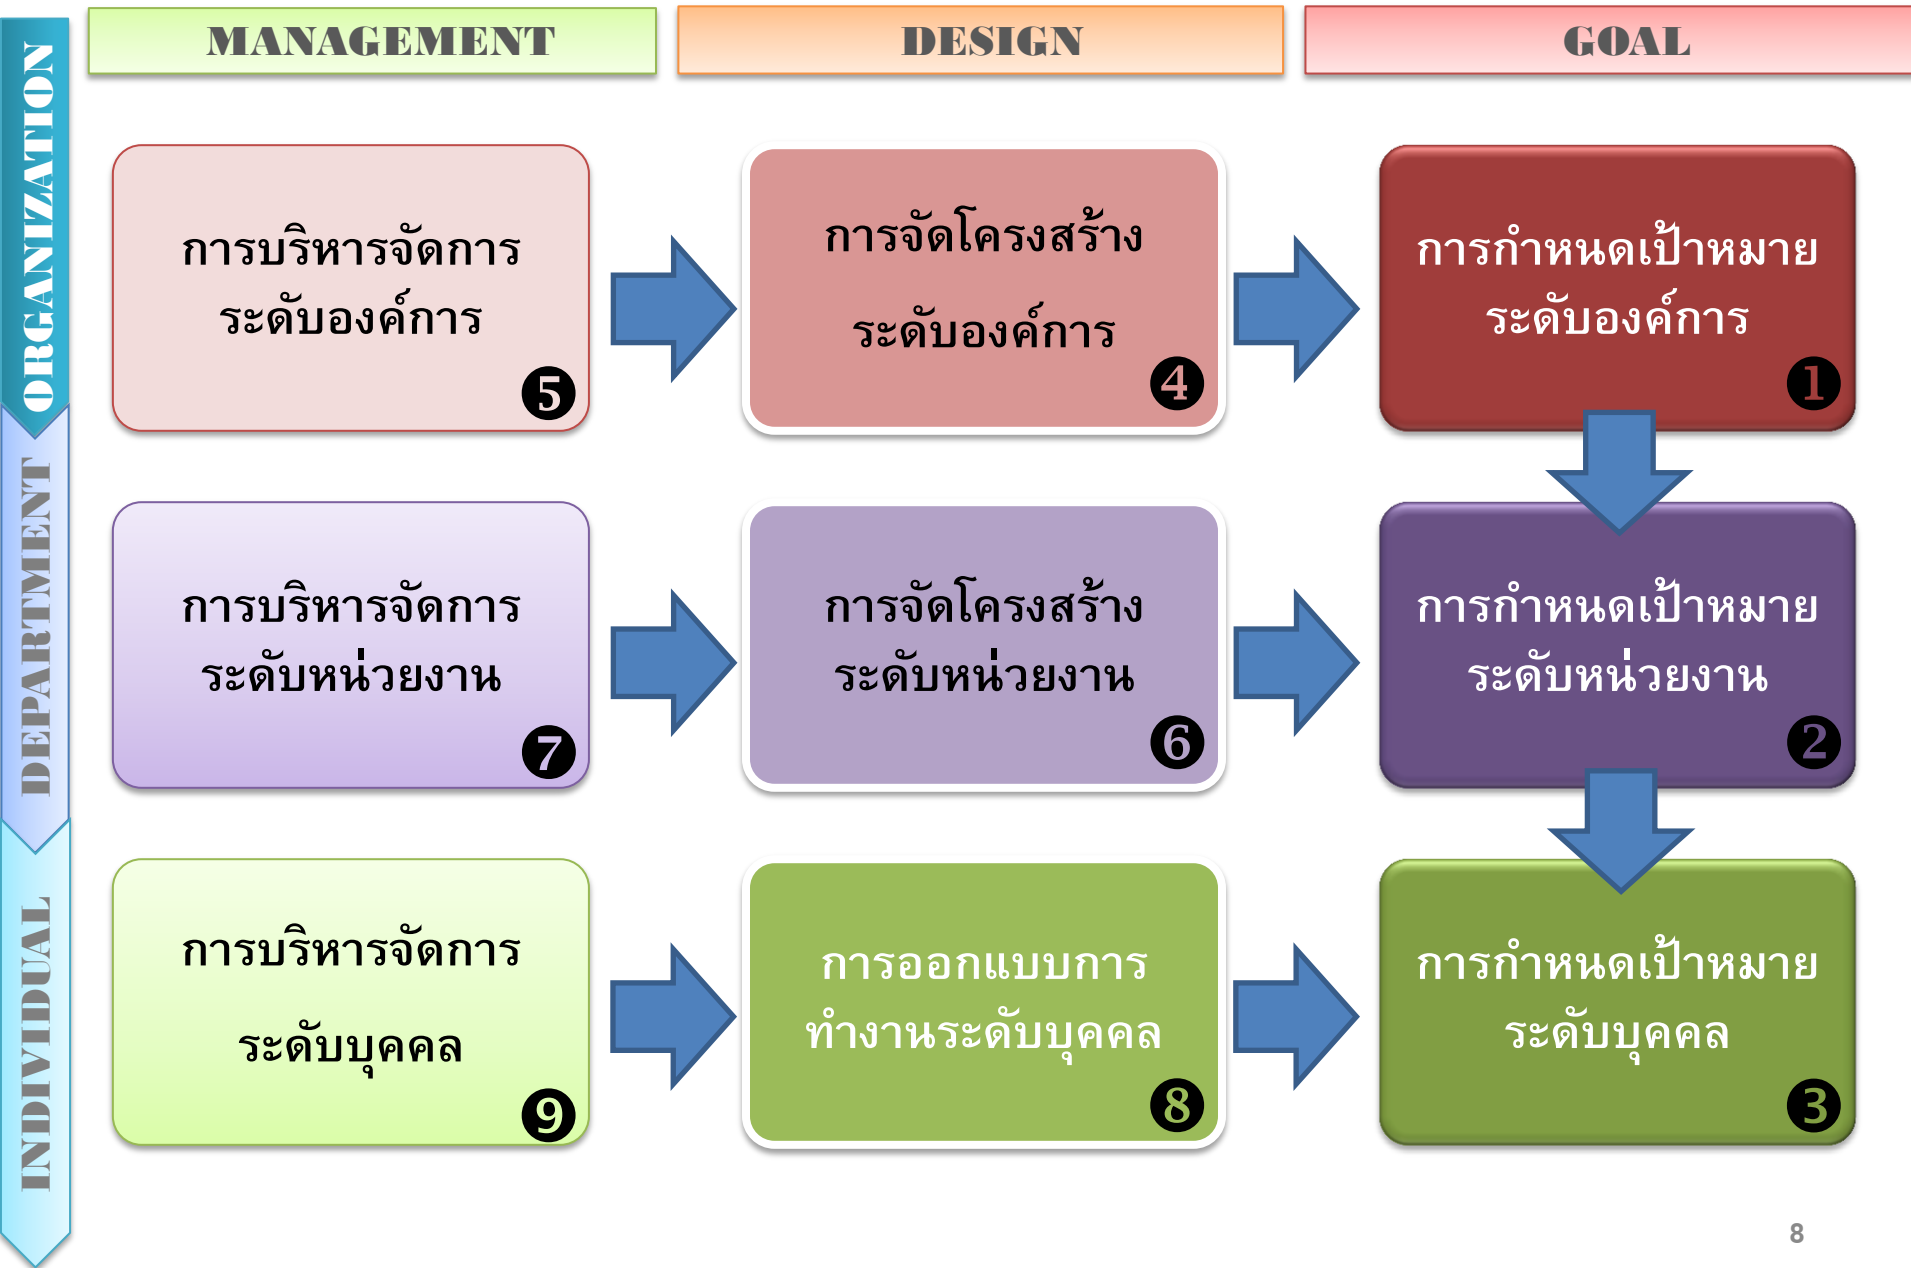 MANAGEMENT
DESIGN
GOAL
ORGANIZATION
การบริหารจัดการ
ระดับองค์การ
5
การจัดโครงสร้าง
ระดับองค์การ
4
การกำหนดเป้าหมาย
ระดับองค์การ
1
DEPARTMENT
การบริหารจัดการ
ระดับหน่วยงาน
7
การจัดโครงสร้าง
ระดับหน่วยงาน
6
การกำหนดเป้าหมาย
ระดับหน่วยงาน
2
INDIVIDUAL
การบริหารจัดการ
ระดับบุคคล
9
การออกแบบการ
ทำงานระดับบุคคล
8
การกำหนดเป้าหมาย
ระดับบุคคล
3
8